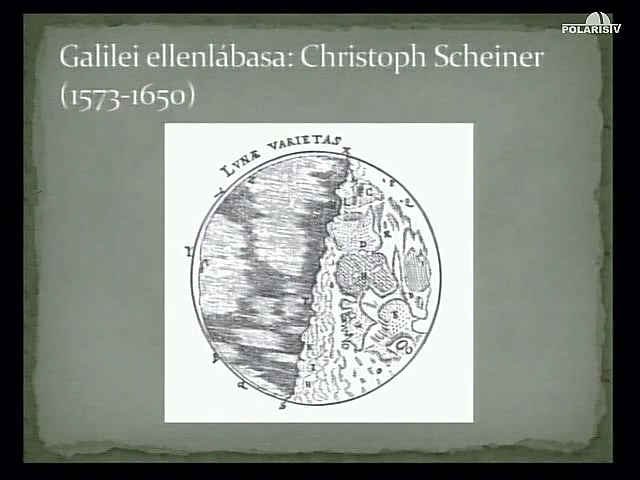 POLARISIV
Galilei ellenlábasa: Christoph Scheiner
(1573-1650)
LVNÆ VARIETAS